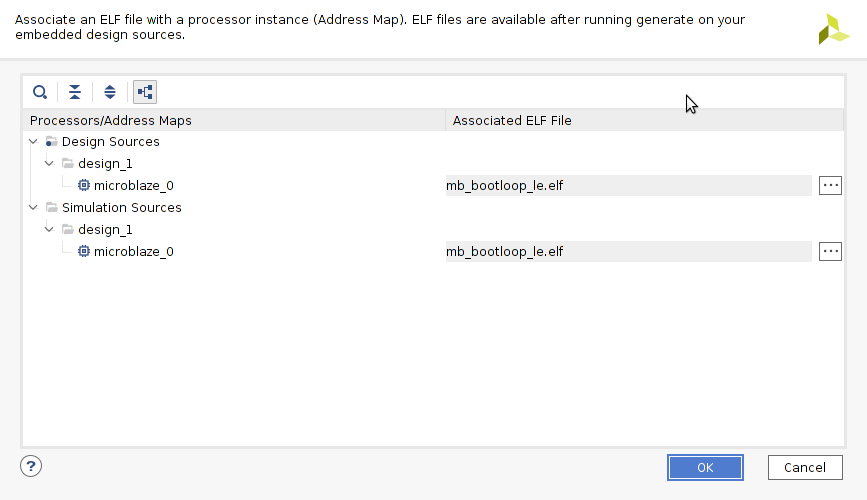 Associate an ELF file with a processor instance (Address Map). ELF files are available after running generate on your
embedded design sources.
Processors/Address Maps Associated ELF File
Design Sources
design_1
microblaze_0 mb_bootloop_le.elf ...
Simulation Sources
design_1
microblaze_0 mb_bootloop_le.elf ...
? OK Cancel